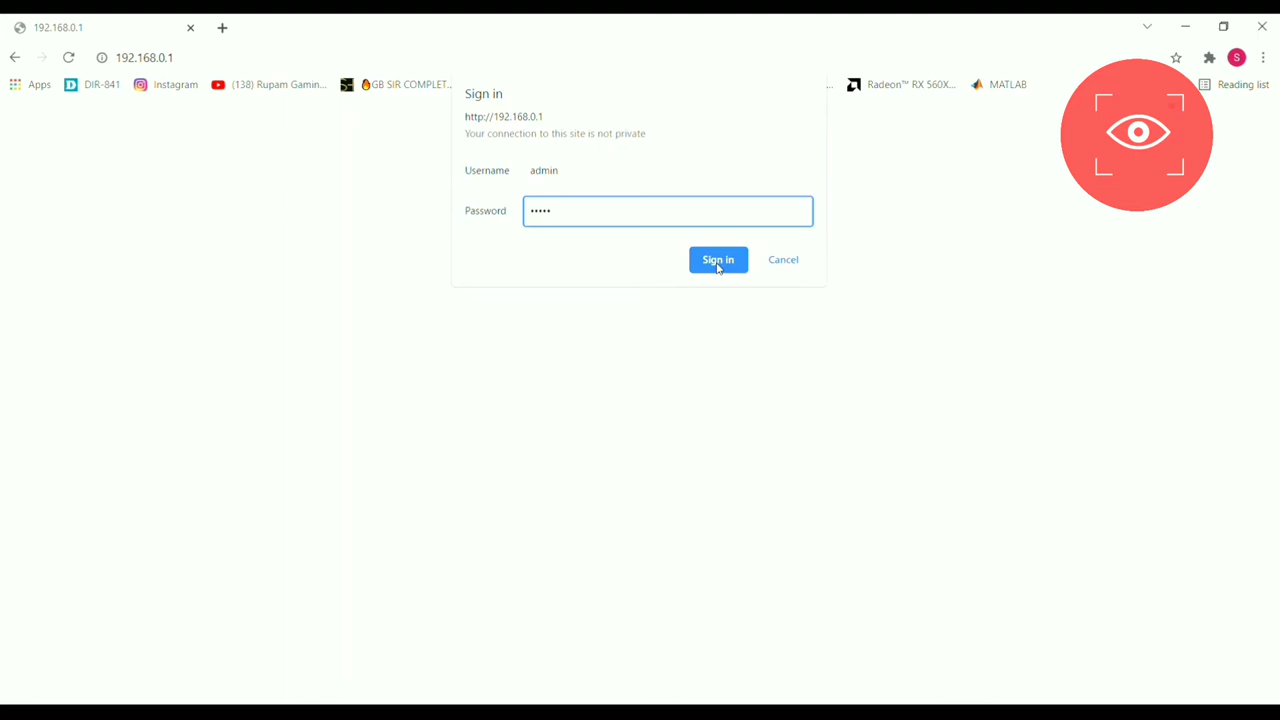 192.168.0.1
192.168.0.1
S
Apps
DIR-841
Instagram
(138) Rupam Gamin...
GB SIR COMPLET...
...
Radeon™ RX 560X...
MATLAB
Reading list
Sign in
http://192.168.0.1
Your connection to this site is not private
Username admin
Password •••••
Sign in Cancel